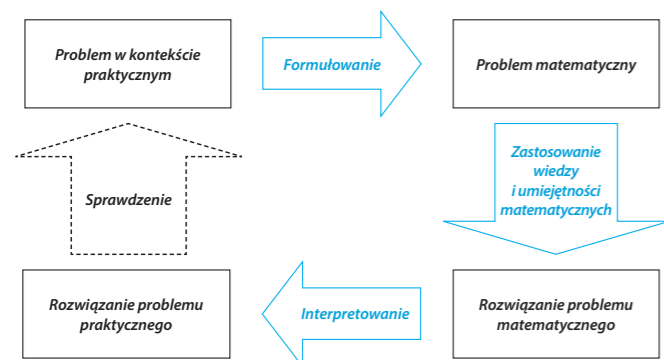 Problem w kontekście
praktycznym
Formułowanie
Problem matematyczny
Zastosowanie
wiedzy
i umiejętności
matematycznych
Sprawdzenie
Rozwiązanie problemu
praktycznego
Interpretowanie
Rozwiązanie problemu
matematycznego